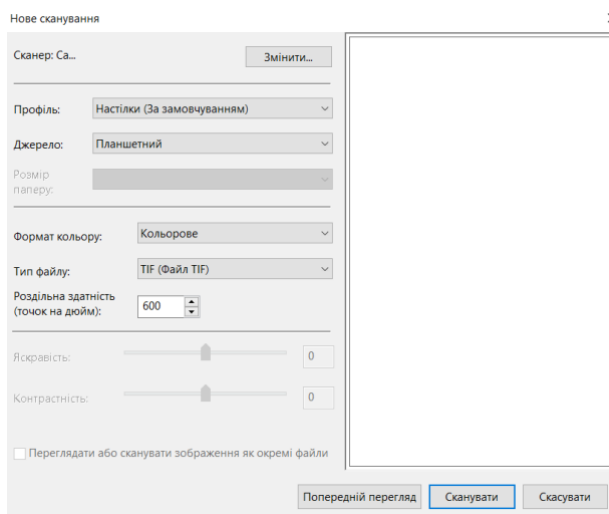 Нове сканування
Сканер: Са...
Змінити...
Профіль:
Настілки (За замовчуванням)
Джерело:
Планшетний
Розмір
паперу:
Формат кольору:
Кольорове
Тип файлу:
TIF (Файл TIF)
Роздільна здатність
(точок на дюйм):
600
Яскравість:
0
Контрастність:
0
Переглядати або сканувати зображення як окремі файли
Попередній перегляд
Сканувати
Скасувати